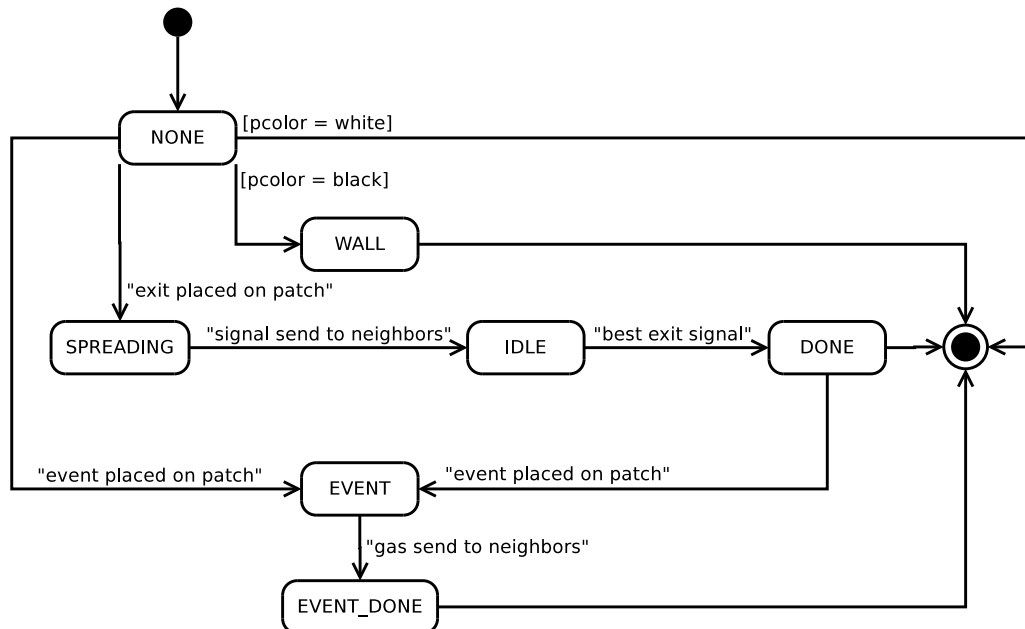 [pcolor = white]
NONE
[pcolor = black]
WALL
"exit placed on patch"
SPREADING
"signal send to neighbors"
IDLE
"best exit signal"
DONE
"event placed on patch"
EVENT
"event placed on patch"
"gas send to neighbors"
EVENT_DONE